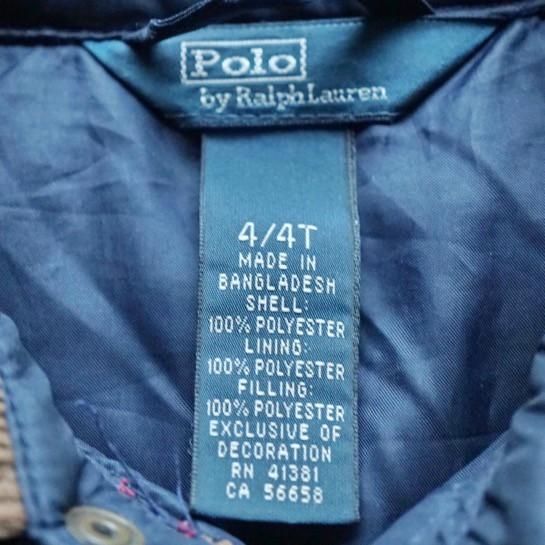 Polo
by Ralph Lauren
4/4T
MADE IN
BANGLADESH
SHELL:
100% POLYESTER
LINING:
100% POLYESTER
FILLING:
100% POLYESTER
EXCLUSIVE OF
DECORATION
RN 41381
CA 56658